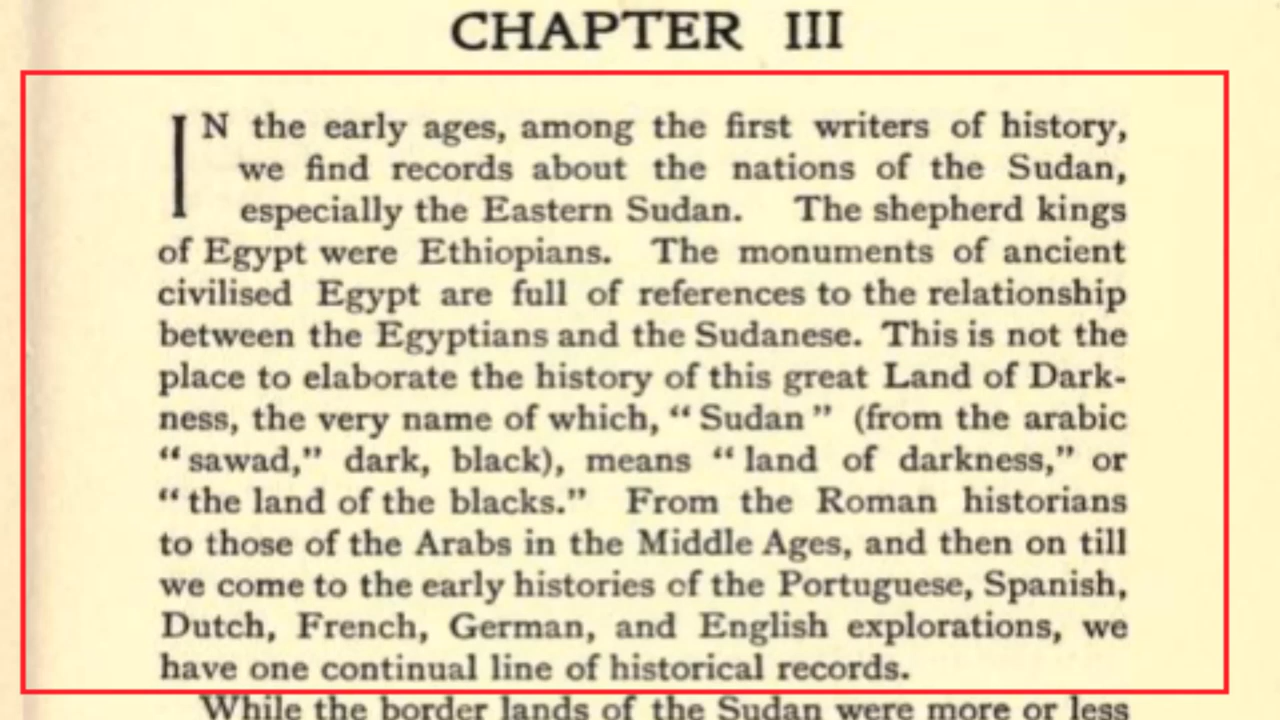 CHAPTER III
IN the early ages, among the first writers of history,
we find records about the nations of the Sudan,
especially the Eastern Sudan. The shepherd kings
of Egypt were Ethiopians. The monuments of ancient
civilised Egypt are full of references to the relationship
between the Egyptians and the Sudanese. This is not the
place to elaborate the history of this great Land of Dark-
ness, the very name of which, “Sudan” (from the arabic
“sawad,” dark, black), means “land of darkness,” or
“the land of the blacks.” From the Roman historians
to those of the Arabs in the Middle Ages, and then on till
we come to the early histories of the Portuguese, Spanish,
Dutch, French, German, and English explorations, we
have one continual line of historical records.
While the border lands of the Sudan were more or less